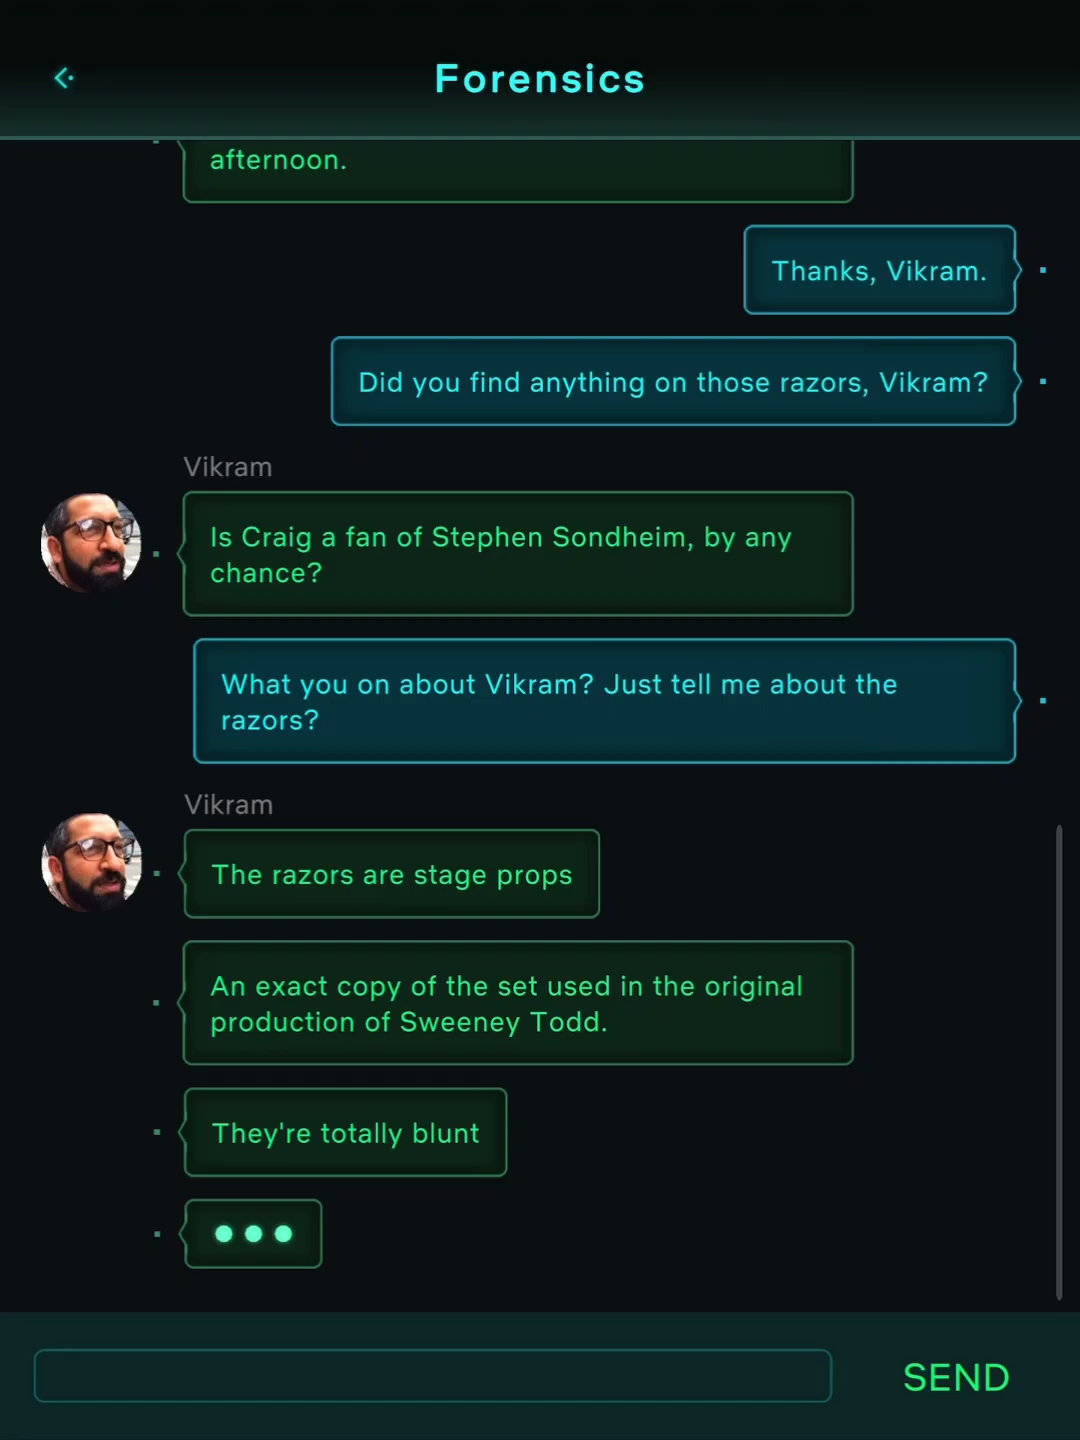 Forensics
afternoon.
Thanks, Vikram.
Did you find anything on those razors, Vikram?
Vikram
Is Craig a fan of Stephen Sondheim, by any
chance?
What you on about Vikram? Just tell me about the
razors?
Vikram
The razors are stage props
An exact copy of the set used in the original
production of Sweeney Todd.
They're totally blunt
SEND